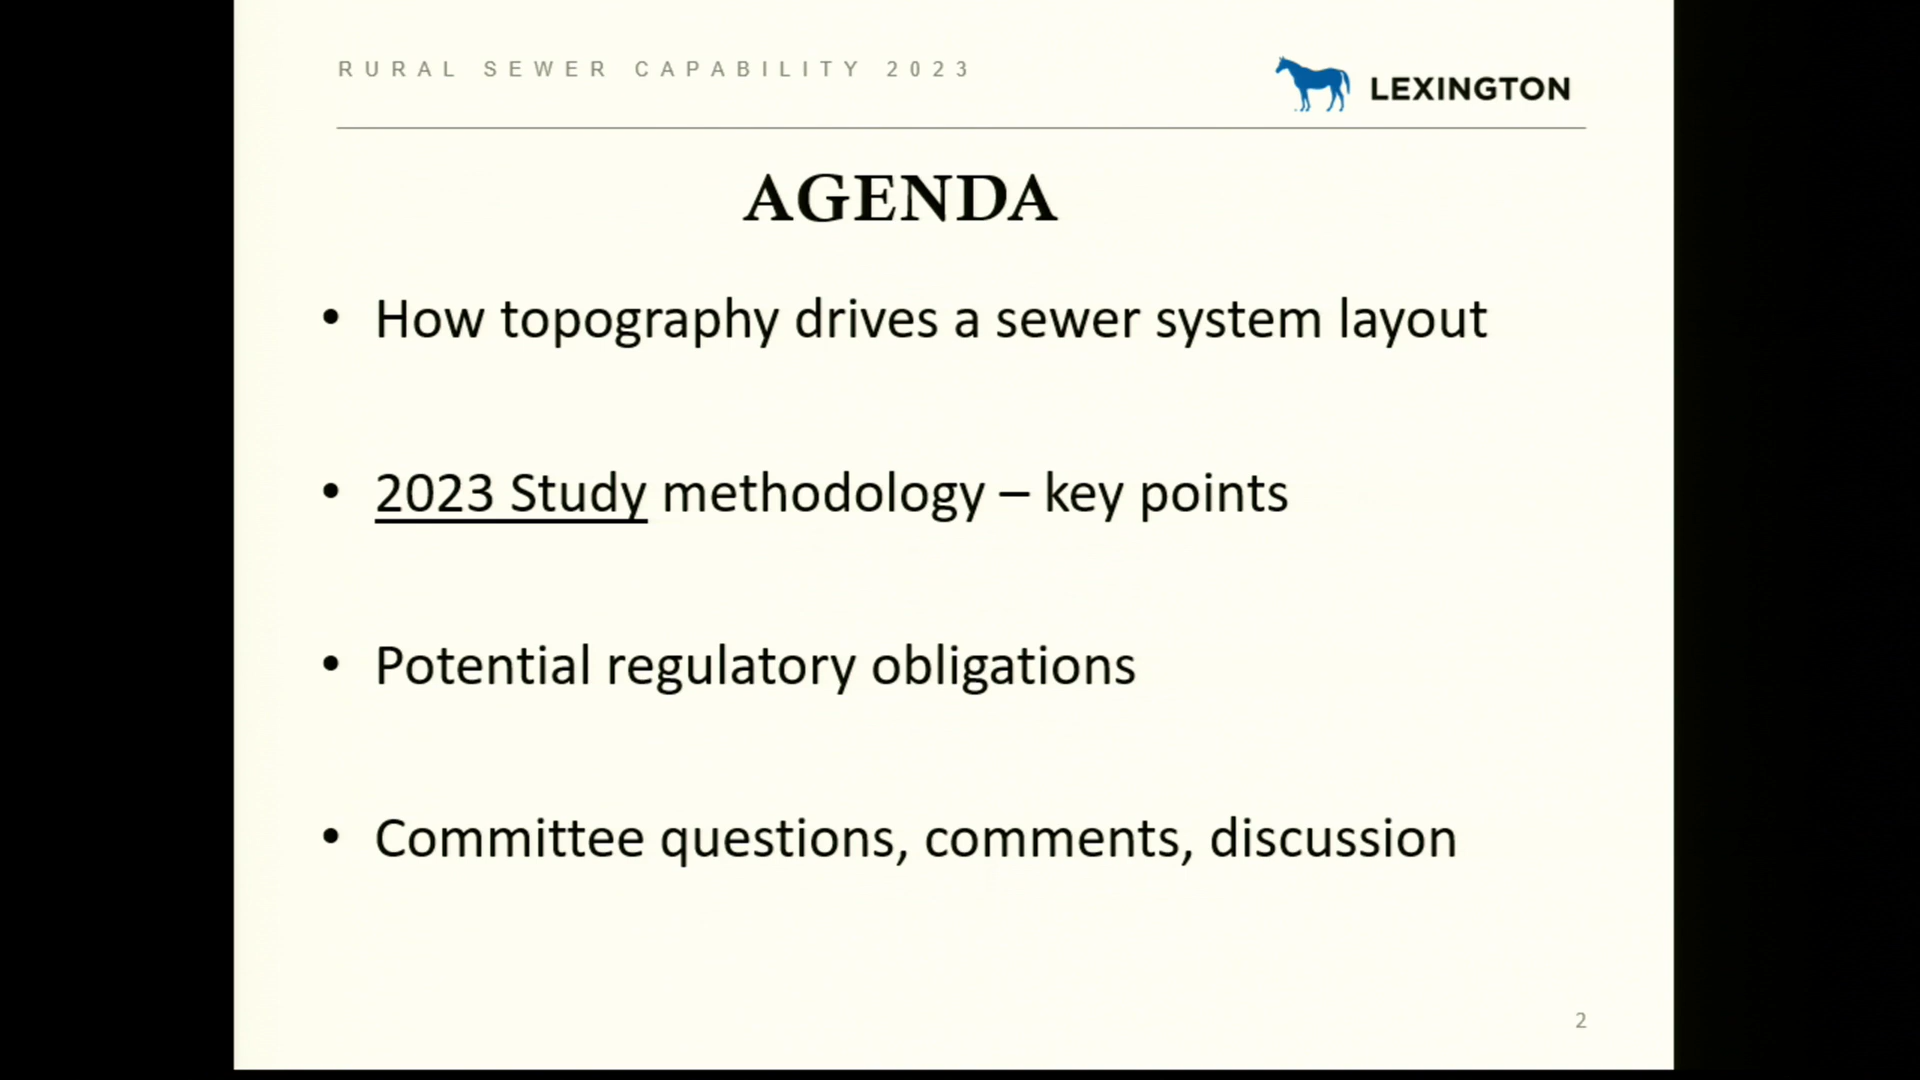 RURAL SEWER CAPABILITY 2023
LEXINGTON
AGENDA
• How topography drives a sewer system layout
• 2023 Study methodology – key points
• Potential regulatory obligations
• Committee questions, comments, discussion
2